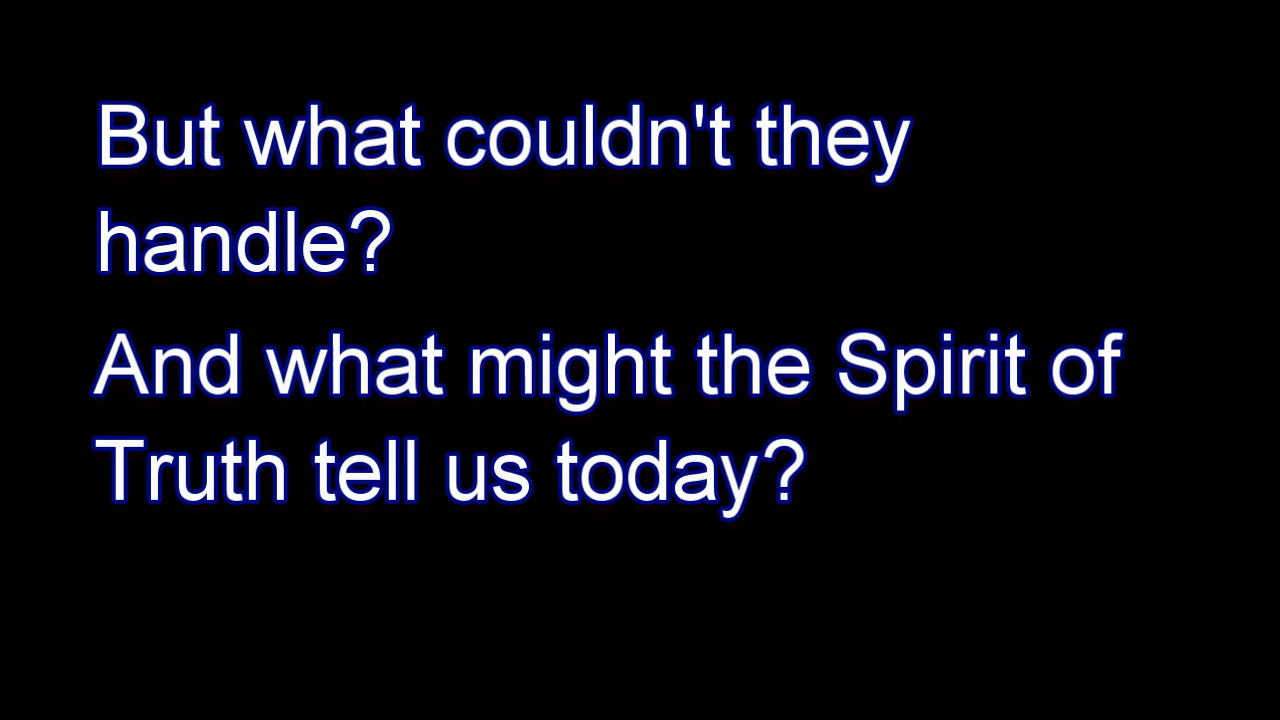 But what couldn't they
handle?
And what might the Spirit of
Truth tell us today?